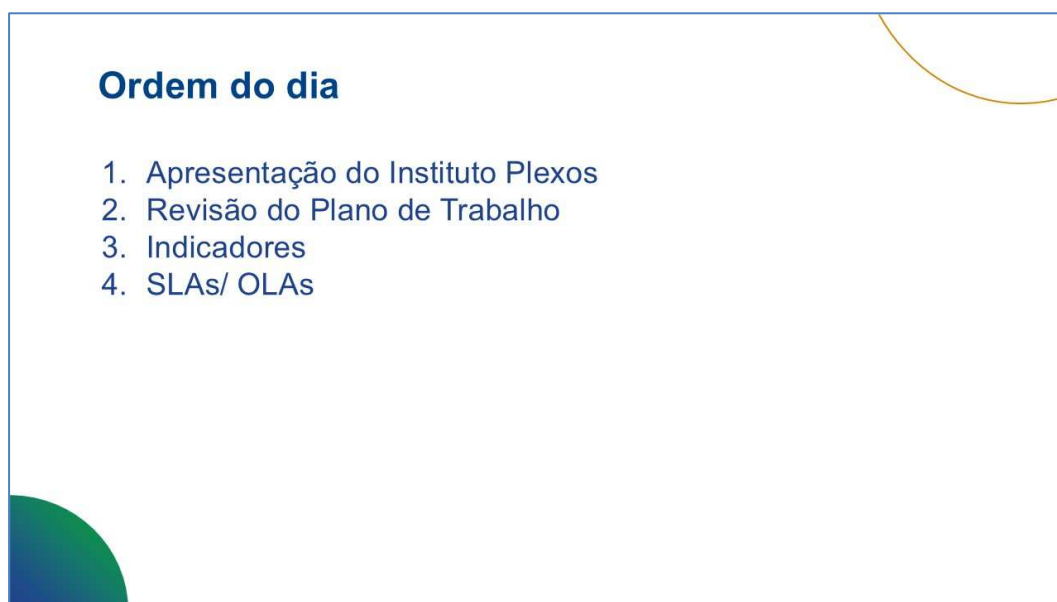 Ordem do dia
1. Apresentação do Instituto Plexos
2. Revisão do Plano de Trabalho
3. Indicadores
4. SLAs/ OLAs